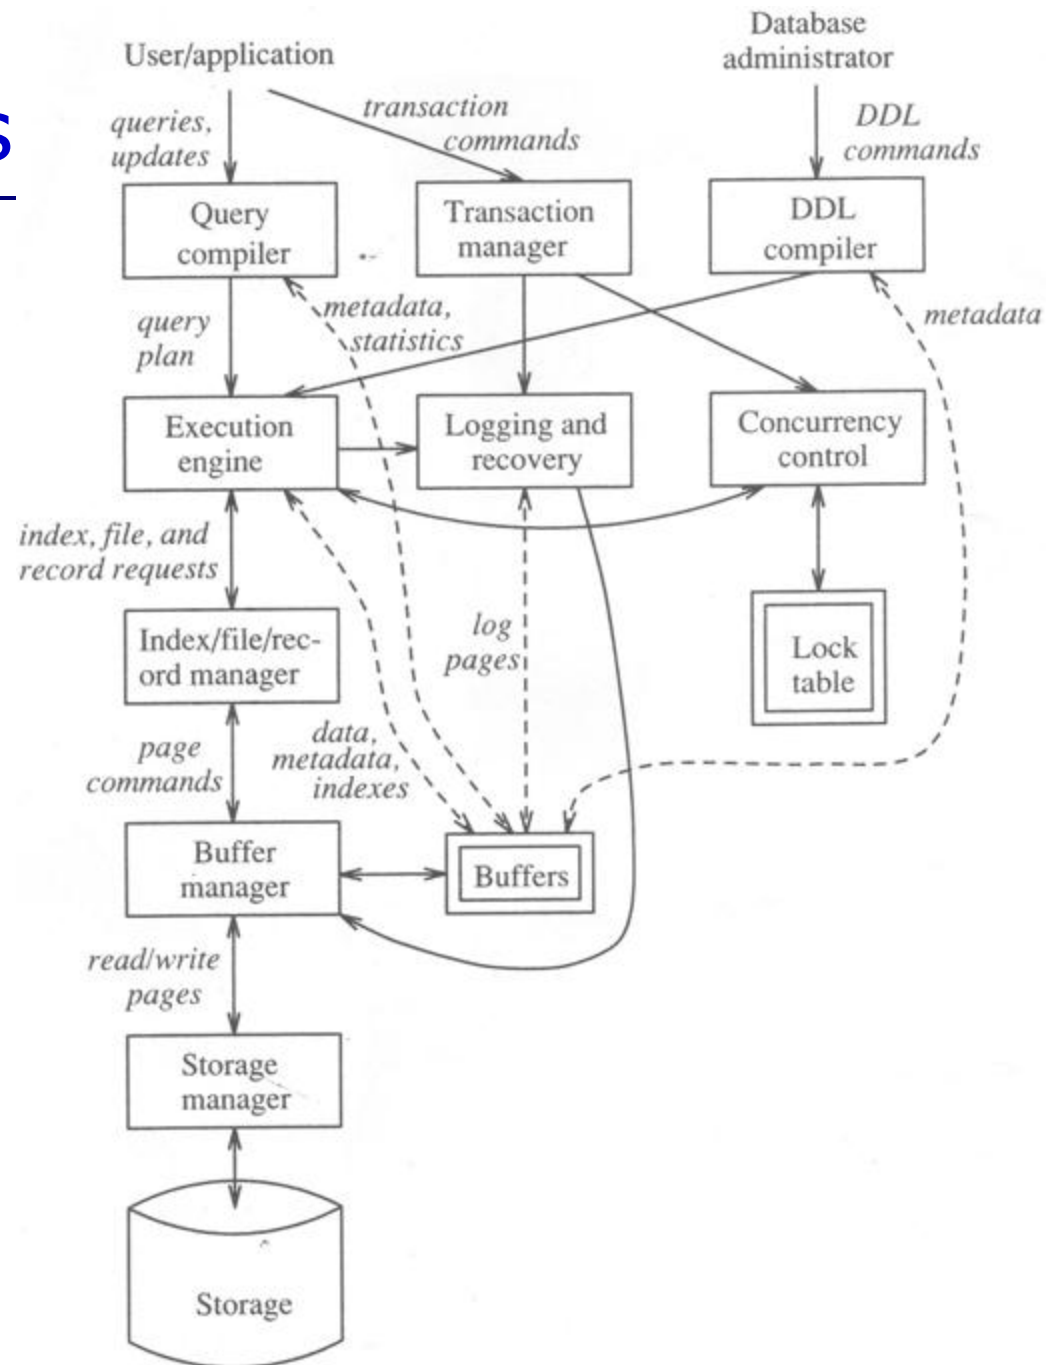 User/application
Database
administrator
S
queries,
updates
transaction
commands
DDL
commands
Query
compiler
Transaction
manager
DDL
compiler
query
plan
metadata,
statistics
metadata
Execution
engine
Logging and
recovery
Concurrency
control
index, file, and
record requests
Index/file/rec-
ord manager
log
pages
Lock
table
page
commands
data,
metadata,
indexes
Buffer
manager
Buffers
read/write
pages
Storage
manager
Storage